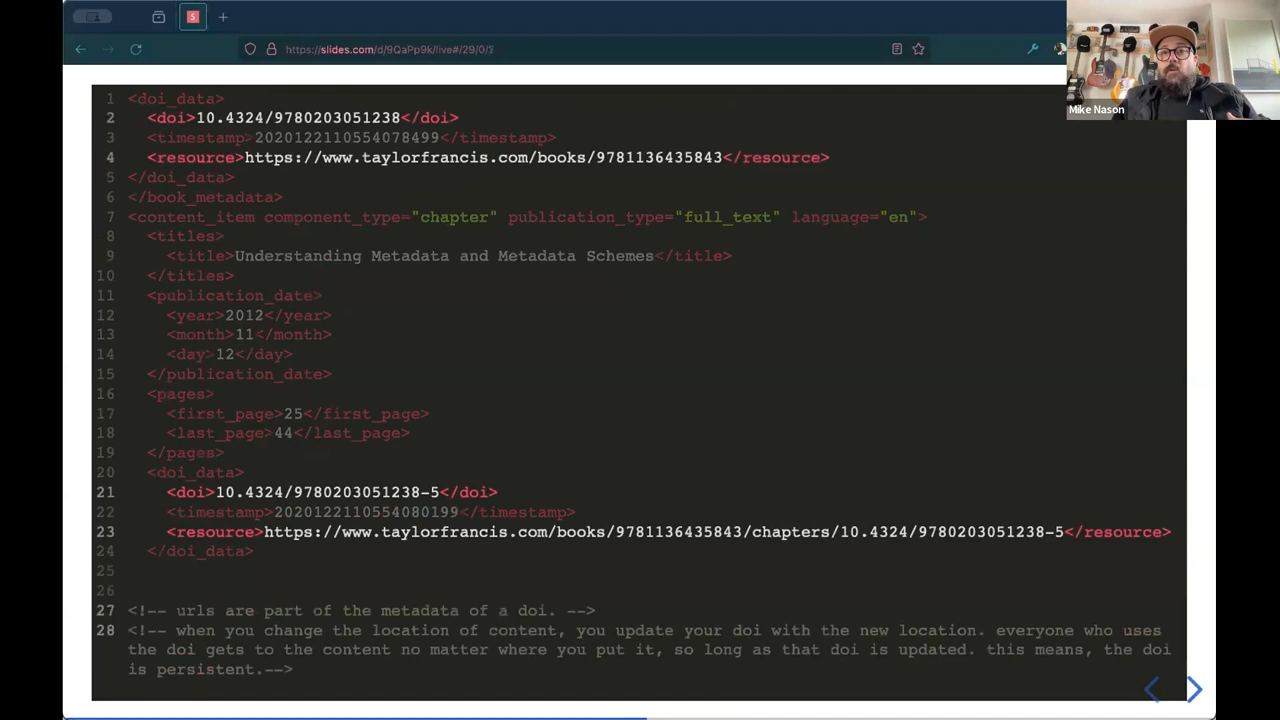 https://slides.com/d/9QaPp9k/live#/29/0/2
Mike Nason
1 <doi_data>
2 <doi>10.4324/9780203051238</doi>
3 <timestamp>20201221105540784​99</timestamp>
4 <resource>https://www.taylorfrancis.com/books/9781136435843</resource>
5 </doi_data>
6 </book_metadata>
7 <content_item component_type="chapter" publication_type="full_text" language="en">
8 <titles>
9 <title>Understanding Metadata and Metadata Schemes</title>
10 </titles>
11 <publication_date>
12 <year>2012</year>
13 <month>11</month>
14 <day>12</day>
15 </publication_date>
16 <pages>
17 <first_page>25</first_page>
18 <last_page>44</last_page>
19 </pages>
20 <doi_data>
21 <doi>10.4324/9780203051238-5</doi>
22 <timestamp>20201221105540801​99</timestamp>
23 <resource>https://www.taylorfrancis.com/books/9781136435843/chapters/10.4324/9780203051238-5</resource>
24 </doi_data>
25
26
27 <!-- urls are part of the metadata of a doi. -->
28 <!-- when you change the location of content, you update your doi with the new location. everyone who uses
the doi gets to the content no matter where you put it, so long as that doi is updated. this means, the doi
is persistent.-->